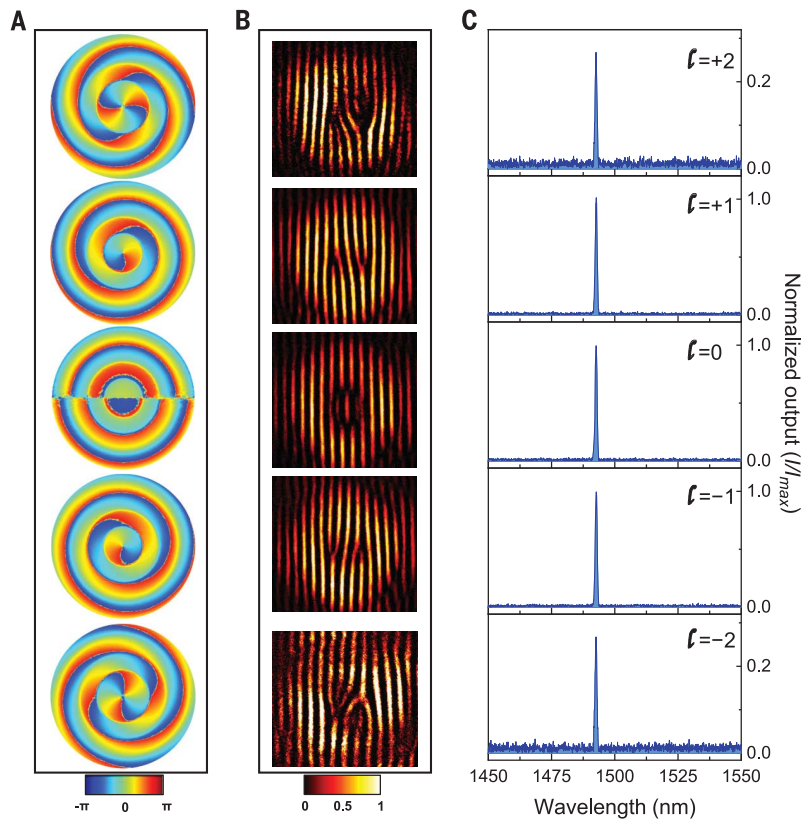 A
B
C
-π 0 π
0 0.5 1
ℓ=+2
0.2
0.0
ℓ=+1
1.0
0.0
ℓ=0
1.0
0.0
ℓ=−1
1.0
0.0
ℓ=−2
0.2
0.0
1450 1475 1500 1525 1550
Wavelength (nm)
Normalized output (I/Imax)